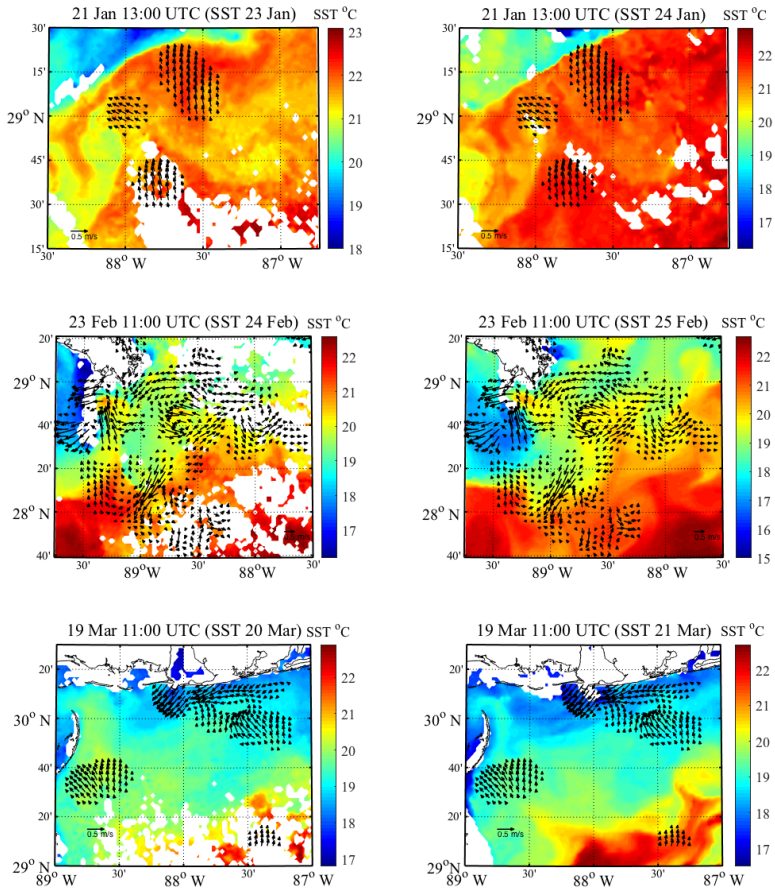 21 Jan 13:00 UTC (SST 23 Jan) SST °C
30'
15'
29° N
45'
30'
15'
0.5 m/s
30' 88° W 30' 87° W
23
22
21
20
19
18
21 Jan 13:00 UTC (SST 24 Jan) SST °C
30'
15'
29° N
45'
30'
15'
0.5 m/s
30' 88° W 30' 87° W
22
21
20
19
18
17
23 Feb 11:00 UTC (SST 24 Feb) SST °C
20'
29° N
40'
20'
28° N
40'
0.5 m/s
30' 89° W 30' 88° W 30'
22
21
20
19
18
17
23 Feb 11:00 UTC (SST 25 Feb) SST °C
20'
29° N
40'
20'
28° N
40'
0.5 m/s
30' 89° W 30' 88° W 30'
22
21
20
19
18
17
16
15
19 Mar 11:00 UTC (SST 20 Mar) SST °C
20'
30° N
40'
20'
29° N
0.5 m/s
89° W 30' 88° W 30' 87° W
22
21
20
19
18
17
19 Mar 11:00 UTC (SST 21 Mar) SST °C
20'
30° N
40'
20'
29° N
0.5 m/s
89° W 30' 88° W 30' 87° W
22
21
20
19
18
17